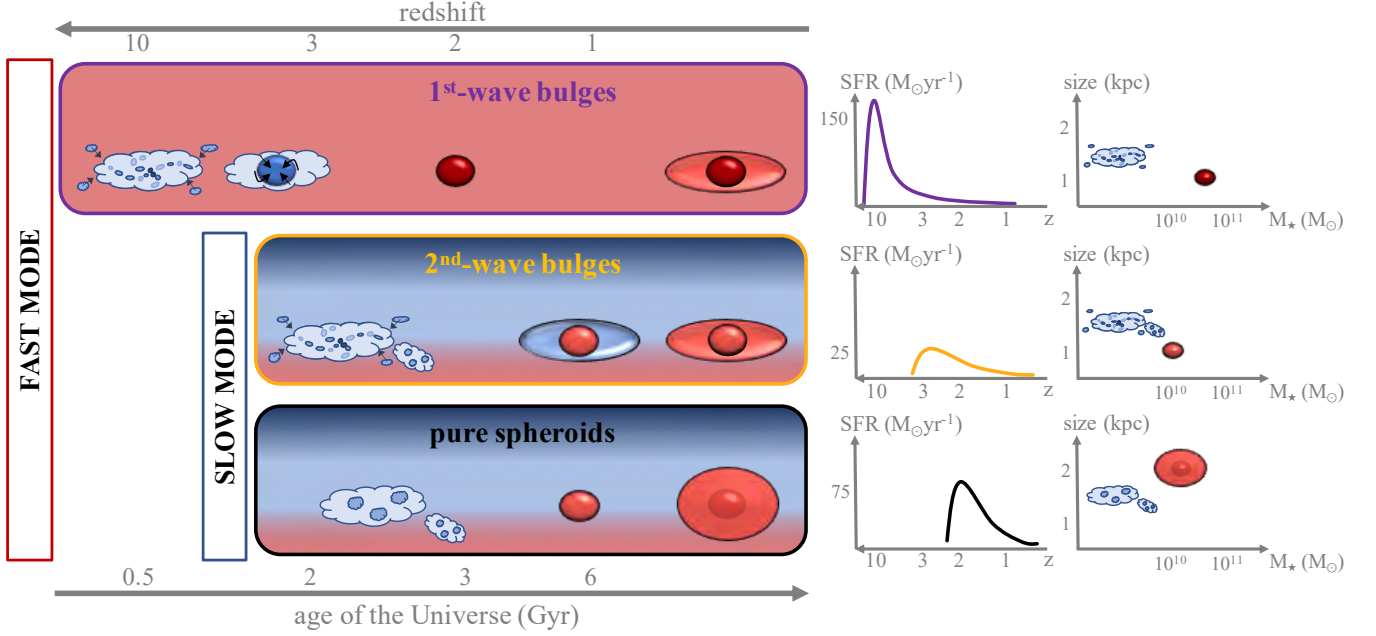 redshift
10 3 2 1
FAST MODE
SLOW MODE
1st-wave bulges
2nd-wave bulges
pure spheroids
0.5 2 3 6
age of the Universe (Gyr)
SFR (M⊙yr-1)
150
10 3 2 1 z
size (kpc)
2
1
10¹⁰ 10¹¹ M★ (M⊙)
SFR (M⊙yr-1)
25
10 3 2 1 z
size (kpc)
2
1
10¹⁰ 10¹¹ M★ (M⊙)
SFR (M⊙yr-1)
75
10 3 2 1 z
size (kpc)
2
1
10¹⁰ 10¹¹ M★ (M⊙)